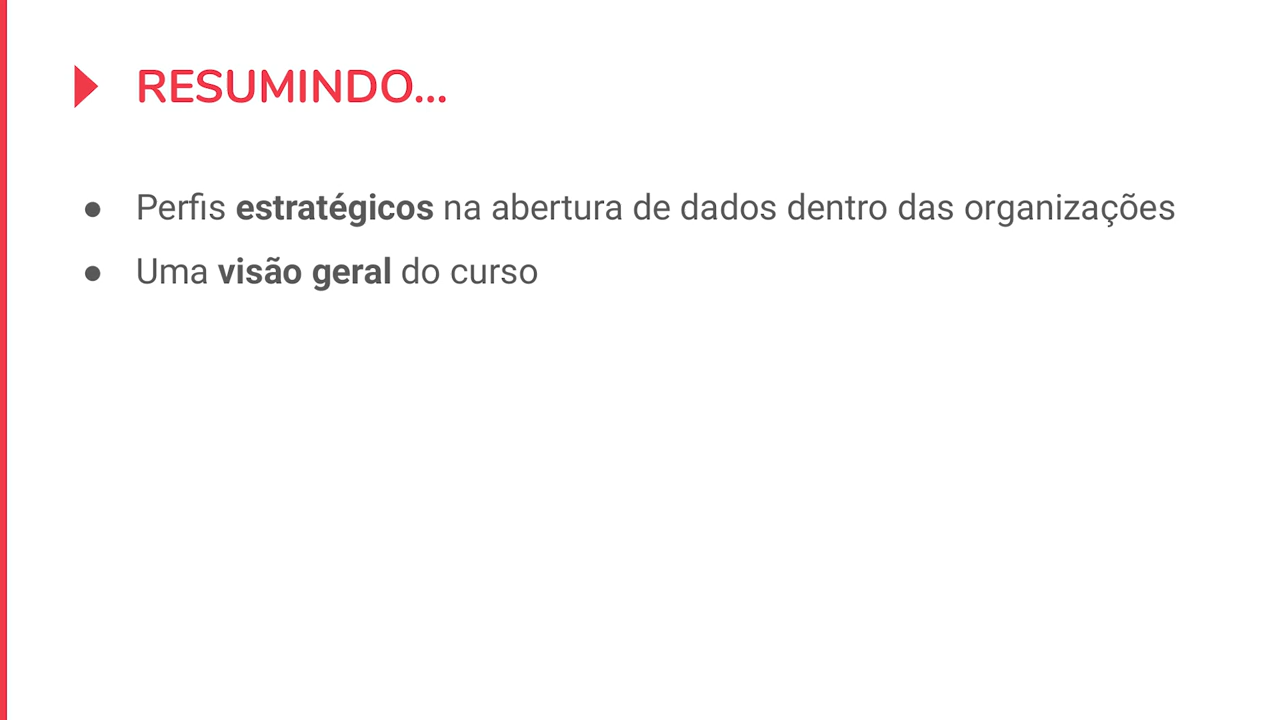 RESUMINDO...
● Perfis estratégicos na abertura de dados dentro das organizações
● Uma visão geral do curso